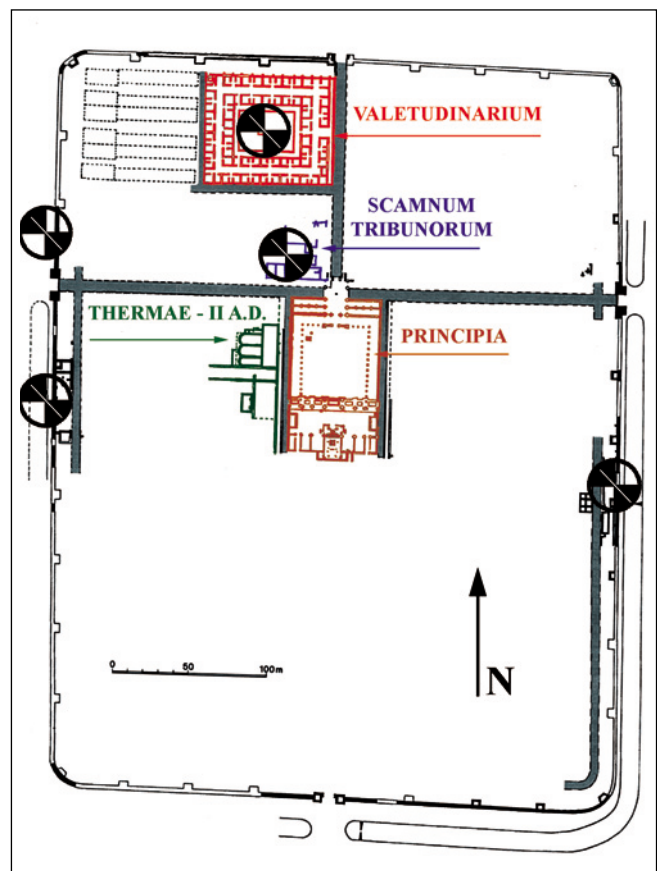 VALETUDINARIUM
SCAMNUM
TRIBUNORUM
THERMAE - II A.D.
PRINCIPIA
0 50 100m
N